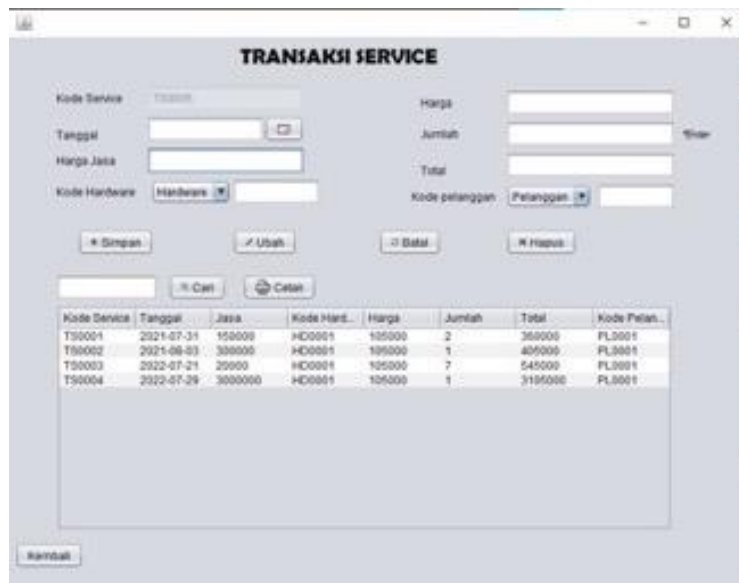 TRANSAKSI SERVICE
Kode Service TS0005
Harga
Tanggal
Jumlah
Harga Jasa
Total
Kode Hardware Hardware
Kode pelanggan Pelanggan
Simpan Ubah Batal Hapus
Cari Cetak
Kode Service Tanggal Jasa Kode Hard... Harga Jumlah Total Kode Pelan...
TS0001 2021-07-31 150000 HD0001 105000 2 360000 PL0001
TS0002 2021-08-03 300000 HD0001 105000 1 405000 PL0001
TS0003 2022-07-21 25000 HD0001 105000 7 545000 PL0001
TS0004 2022-07-29 3000000 HD0001 105000 1 3105000 PL0001
Kembali